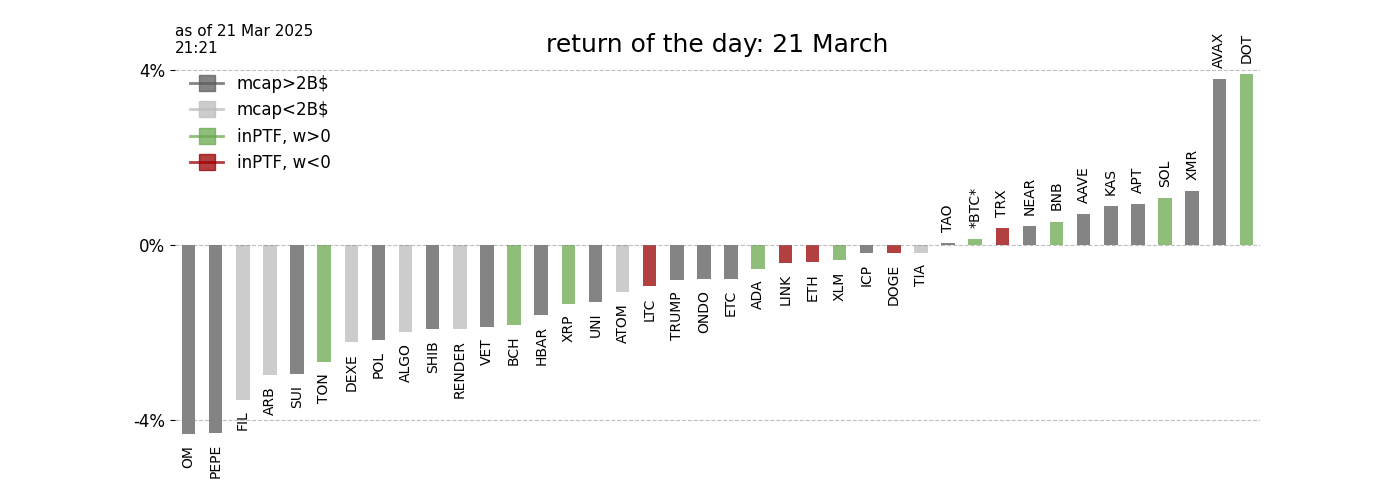 as of 21 Mar 2025
21:21
return of the day: 21 March
4%
0%
-4%
mcap>2B$
mcap<2B$
inPTF, w>0
inPTF, w<0
OM
PEPE
FIL
ARB
SUI
TON
DEXE
POL
ALGO
SHIB
RENDER
VET
BCH
HBAR
XRP
UNI
ATOM
LTC
TRUMP
ONDO
ETC
ADA
LINK
ETH
XLM
ICP
DOGE
TIA
TAO
*BTC*
TRX
NEAR
BNB
AAVE
KAS
APT
SOL
XMR
AVAX
DOT